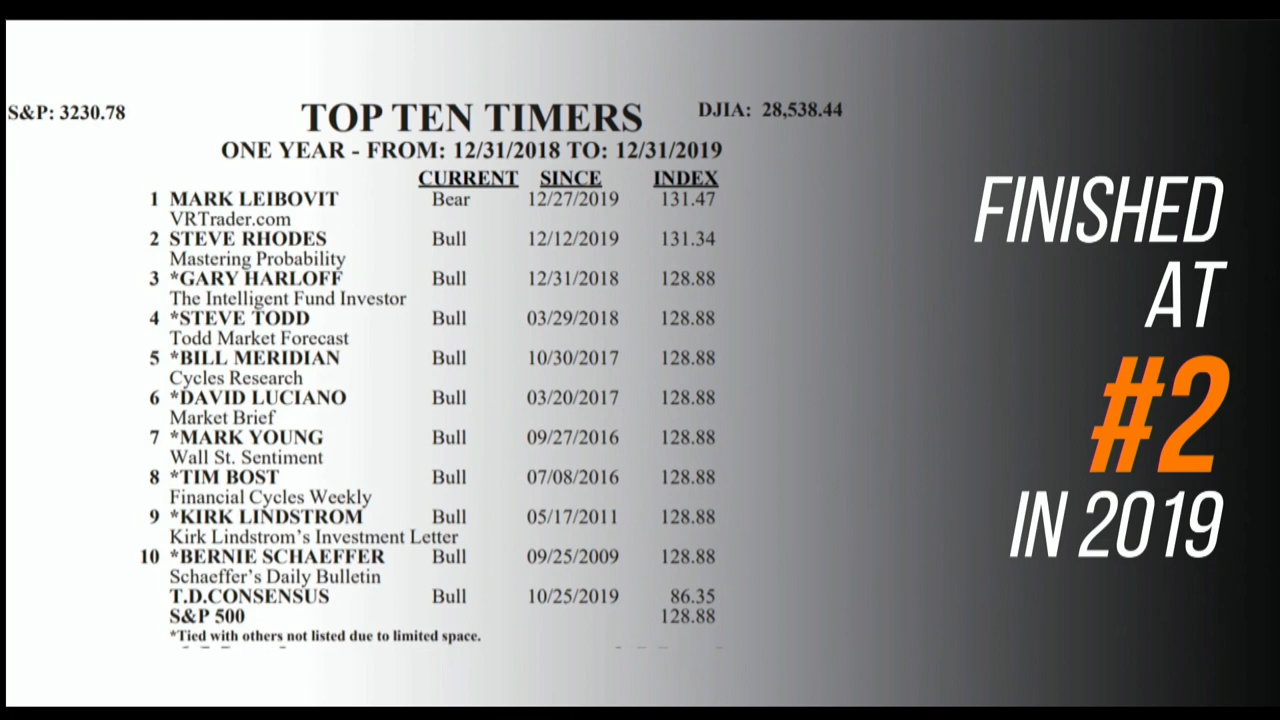 S&P: 3230.78
TOP TEN TIMERS
DJIA: 28,538.44
ONE YEAR - FROM: 12/31/2018 TO: 12/31/2019
CURRENT SINCE INDEX
1 MARK LEIBOVIT Bear 12/27/2019 131.47
VRTrader.com
2 STEVE RHODES Bull 12/12/2019 131.34
Mastering Probability
3 *GARY HARLOFF Bull 12/31/2018 128.88
The Intelligent Fund Investor
4 *STEVE TODD Bull 03/29/2018 128.88
Todd Market Forecast
5 *BILL MERIDIAN Bull 10/30/2017 128.88
Cycles Research
6 *DAVID LUCIANO Bull 03/20/2017 128.88
Market Brief
7 *MARK YOUNG Bull 09/27/2016 128.88
Wall St. Sentiment
8 *TIM BOST Bull 07/08/2016 128.88
Financial Cycles Weekly
9 *KIRK LINDSTROM Bull 05/17/2011 128.88
Kirk Lindstrom's Investment Letter
10 *BERNIE SCHAEFFER Bull 09/25/2009 128.88
Schaeffer's Daily Bulletin
T.D.CONSENSUS Bull 10/25/2019 86.35
S&P 500 128.88
*Tied with others not listed due to limited space.
FINISHED
AT
#2
IN 2019